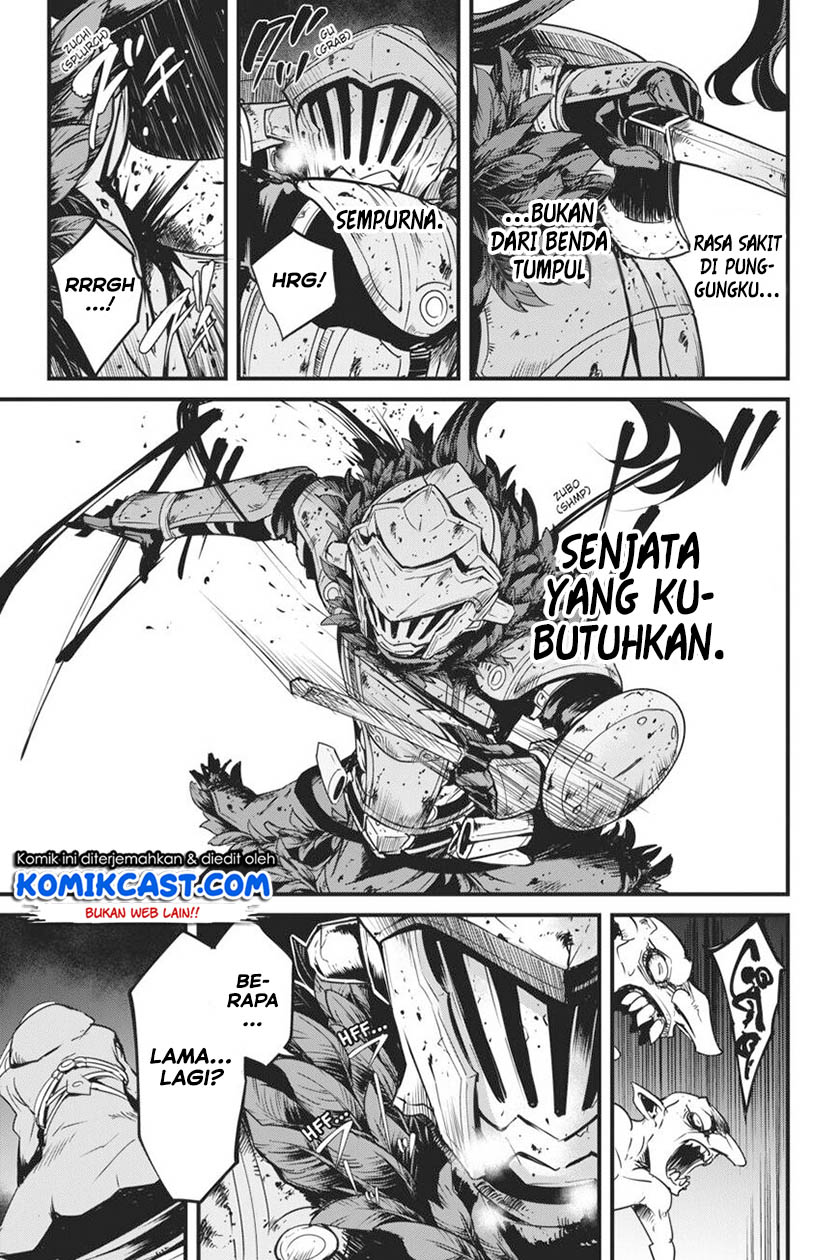 RASA SAKIT
DI PUNG-
GUNGKU...
...BUKAN
DARI BENDA
TUMPUL
GU
(GRAB)
SEMPURNA.
HRG!
ZUCHI
(SPLURCH)
RRRGH
...!
ZUBO
(SHMP)
SENJATA
YANG KU-
BUTUHKAN.
Komik ini diterjemahkan & diedit oleh
KOMIKCAST.COM
BUKAN WEB LAIN!!
HFF...
HFF...
BE-
RAPA
...
LAMA...
LAGI?